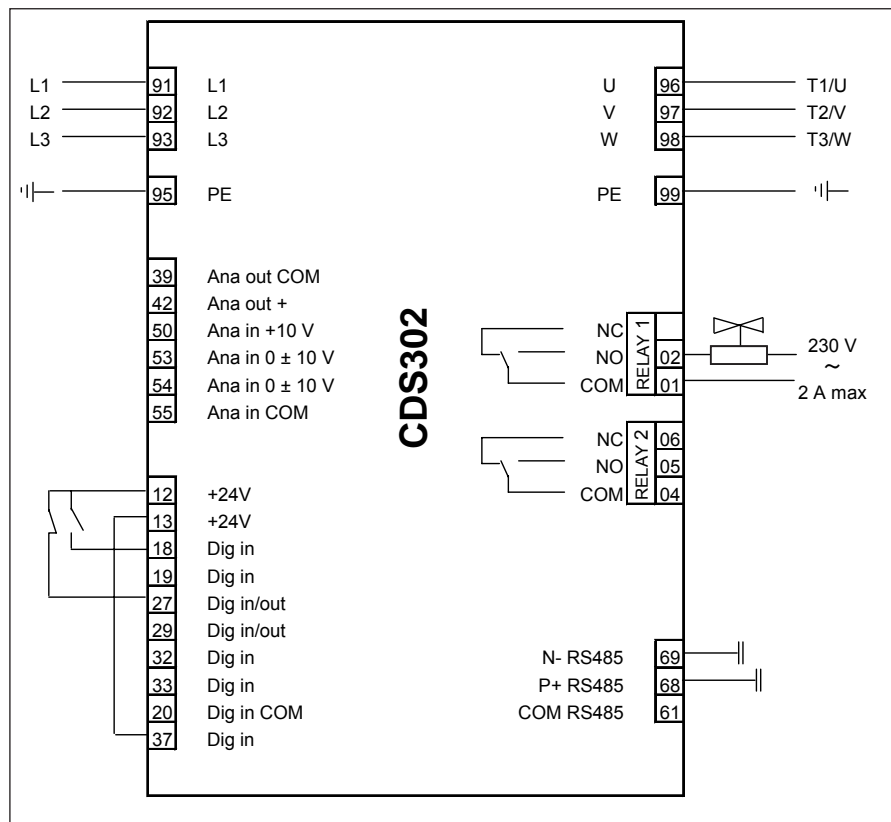 L1 91 L1 U 96 T1/U
L2 92 L2 V 97 T2/V
L3 93 L3 W 98 T3/W
95 PE PE 99
39 Ana out COM
42 Ana out +
50 Ana in +10 V
53 Ana in 0 ± 10 V
54 Ana in 0 ± 10 V
55 Ana in COM
CDS302
NC
NO 02
COM 01
RELAY 1
230 V
~
2 A max
NC 06
NO 05
COM 04
RELAY 2
12 +24V
13 +24V
18 Dig in
19 Dig in
27 Dig in/out
29 Dig in/out
32 Dig in
33 Dig in
20 Dig in COM
37 Dig in
N- RS485 69
P+ RS485 68
COM RS485 61